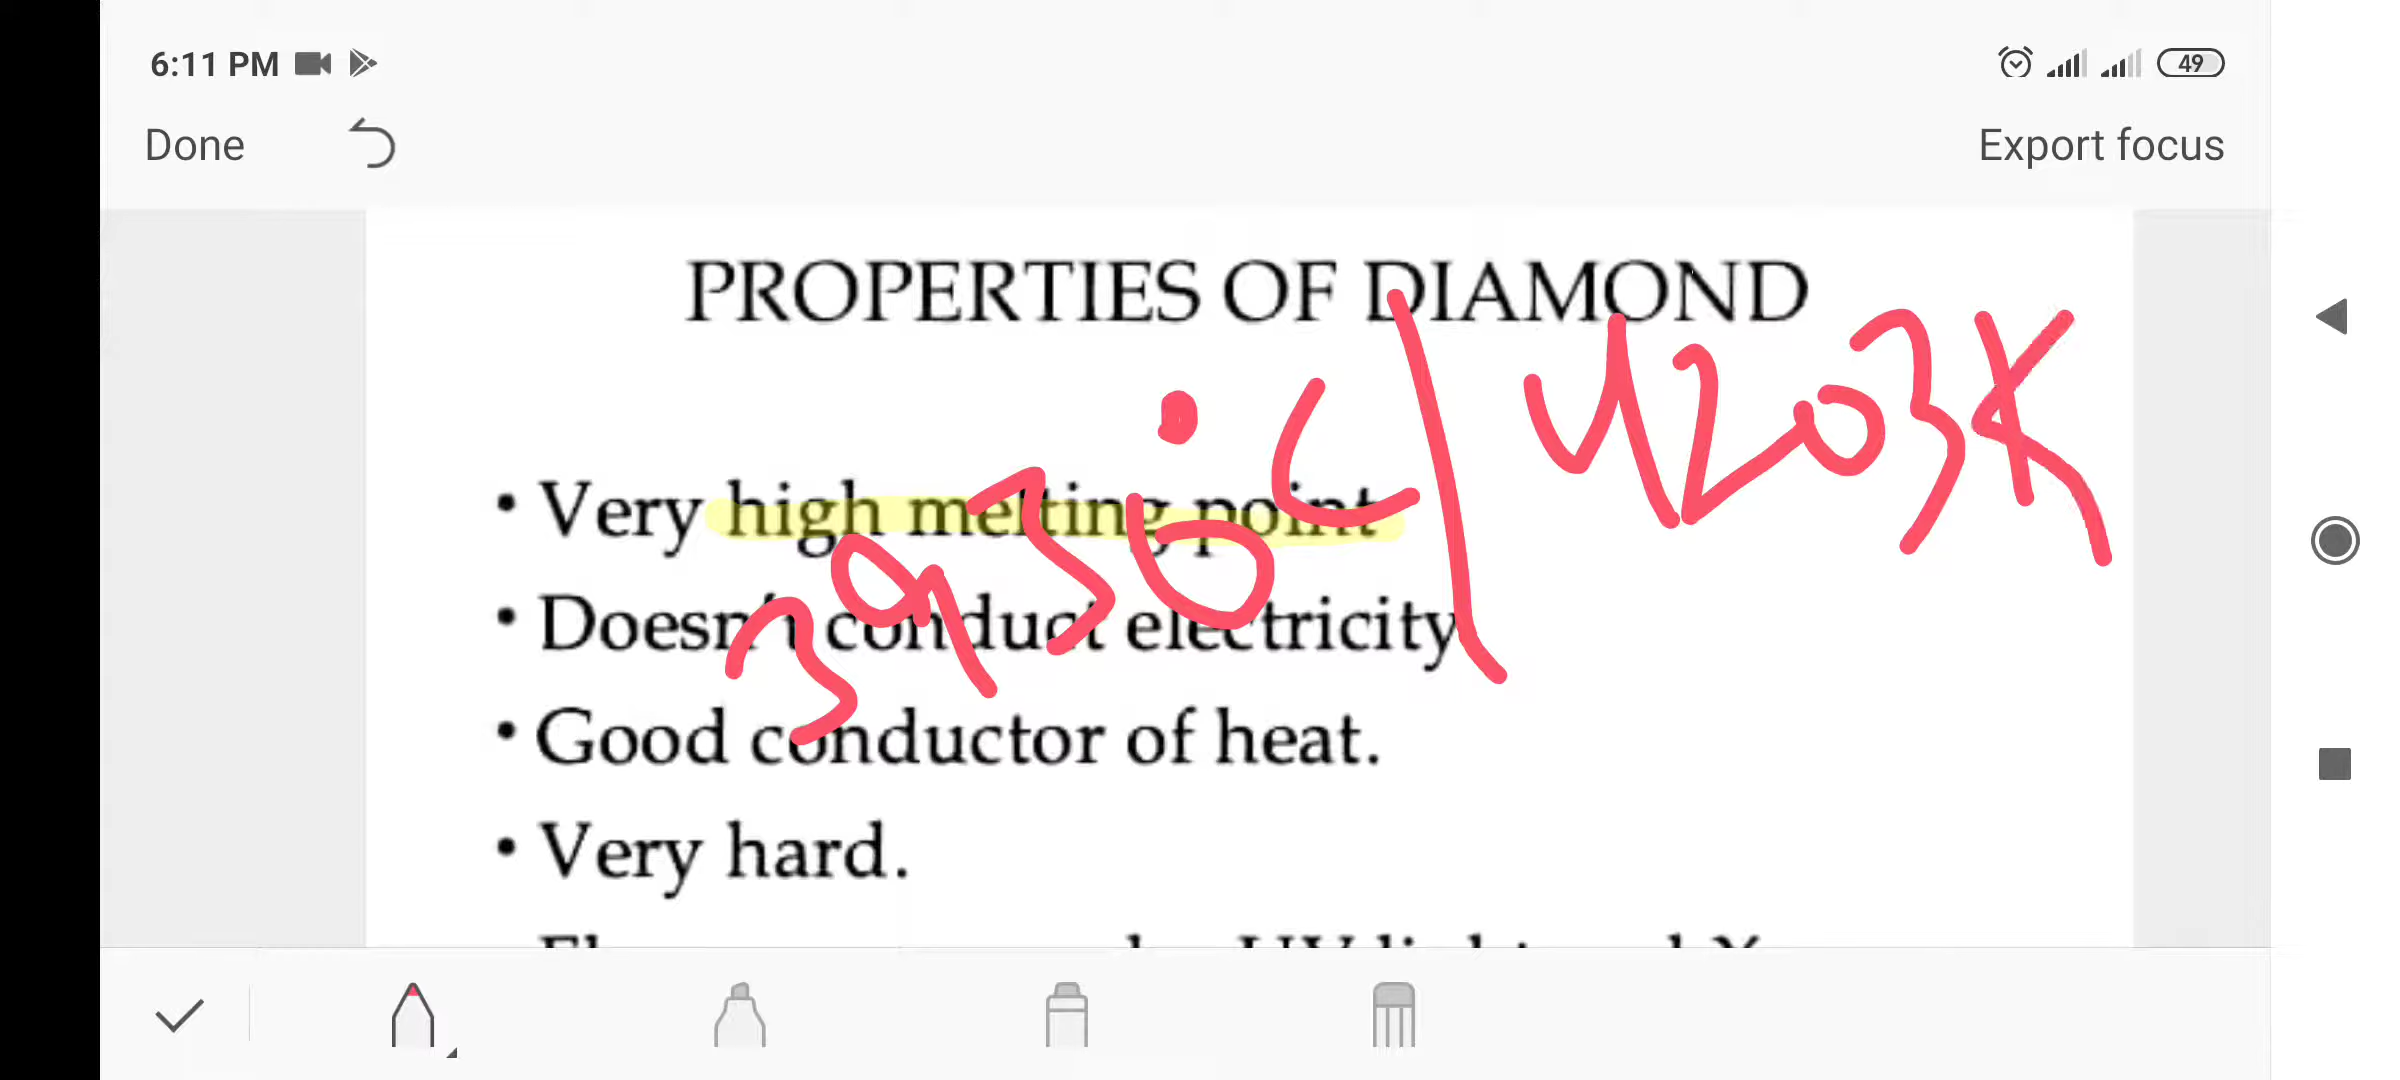 6:11 PM 49
Done Export focus
PROPERTIES OF DIAMOND
3930°C/4203K
• Very high melting point
• Doesn't conduct electricity
• Good conductor of heat.
• Very hard.